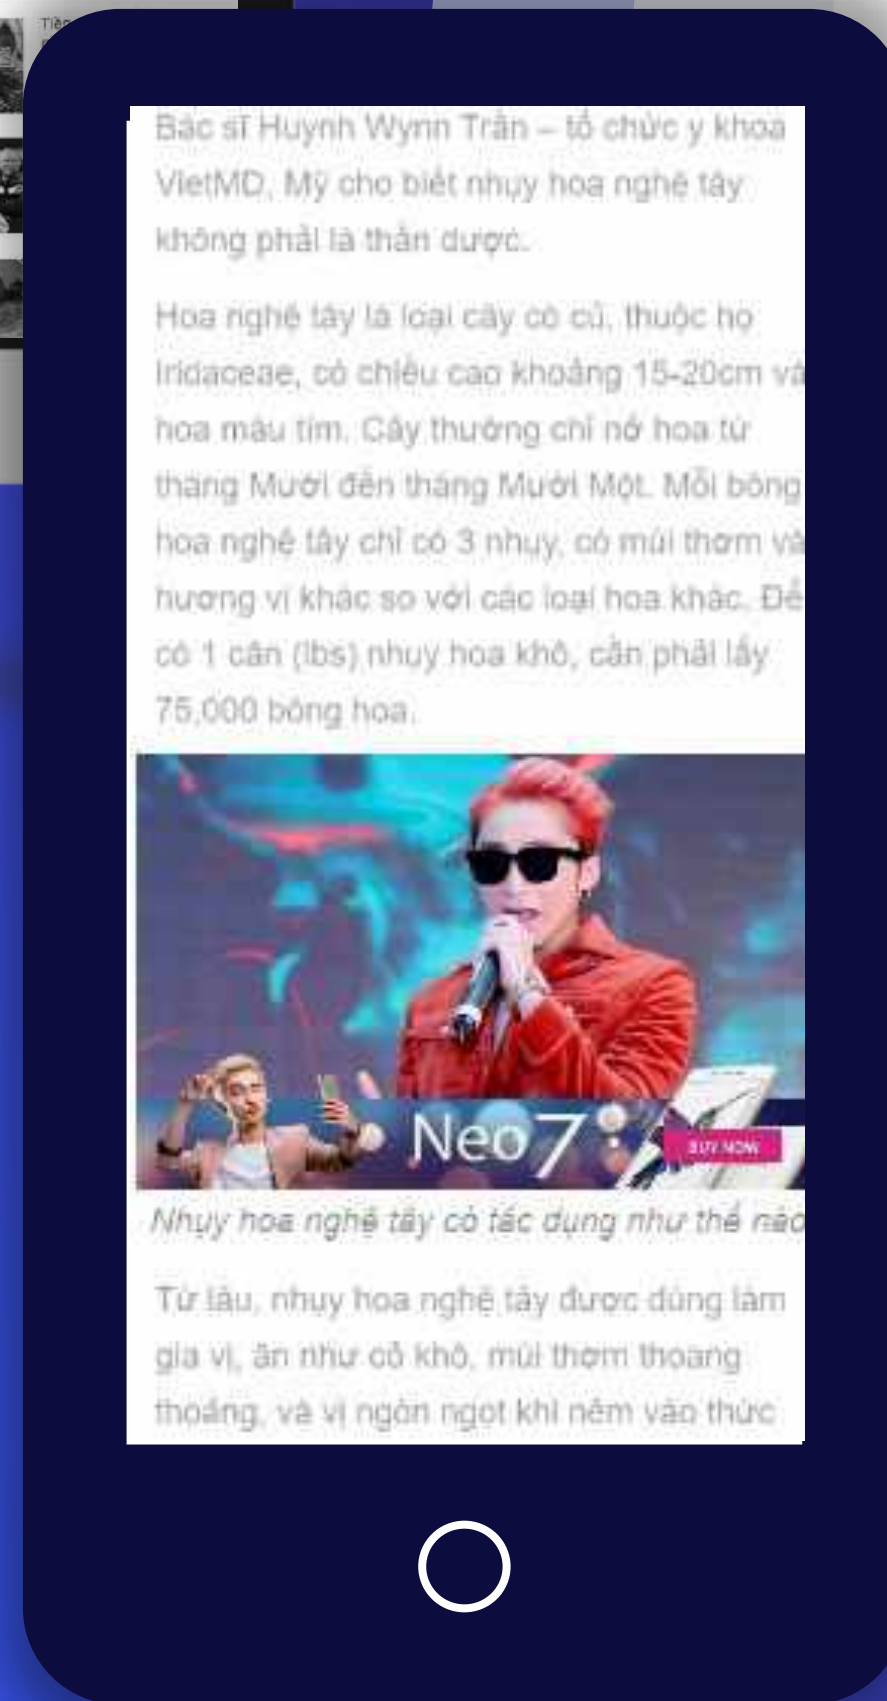 Tiền
Bác sĩ Huynh Wynn Trần – tổ chức y khoa
VietMD, Mỹ cho biết nhụy hoa nghệ tây
không phải là thần dược.
Hoa nghệ tây là loại cây có củ, thuộc họ
Iridaceae, có chiều cao khoảng 15-20cm và
hoa màu tím. Cây thường chỉ nở hoa từ
tháng Mười đến tháng Mười Một. Mỗi bông
hoa nghệ tây chỉ có 3 nhụy, có mùi thơm và
hương vị khác so với các loại hoa khác. Để
có 1 cân (lbs) nhụy hoa khô, cần phải lấy
75,000 bông hoa.
Neo7
BUY NOW
Nhụy hoa nghệ tây có tác dụng như thế nào
Từ lâu, nhụy hoa nghệ tây được dùng làm
gia vị, ăn như cỏ khô, mùi thơm thoang
thoảng, và vị ngòn ngọt khi nêm vào thức